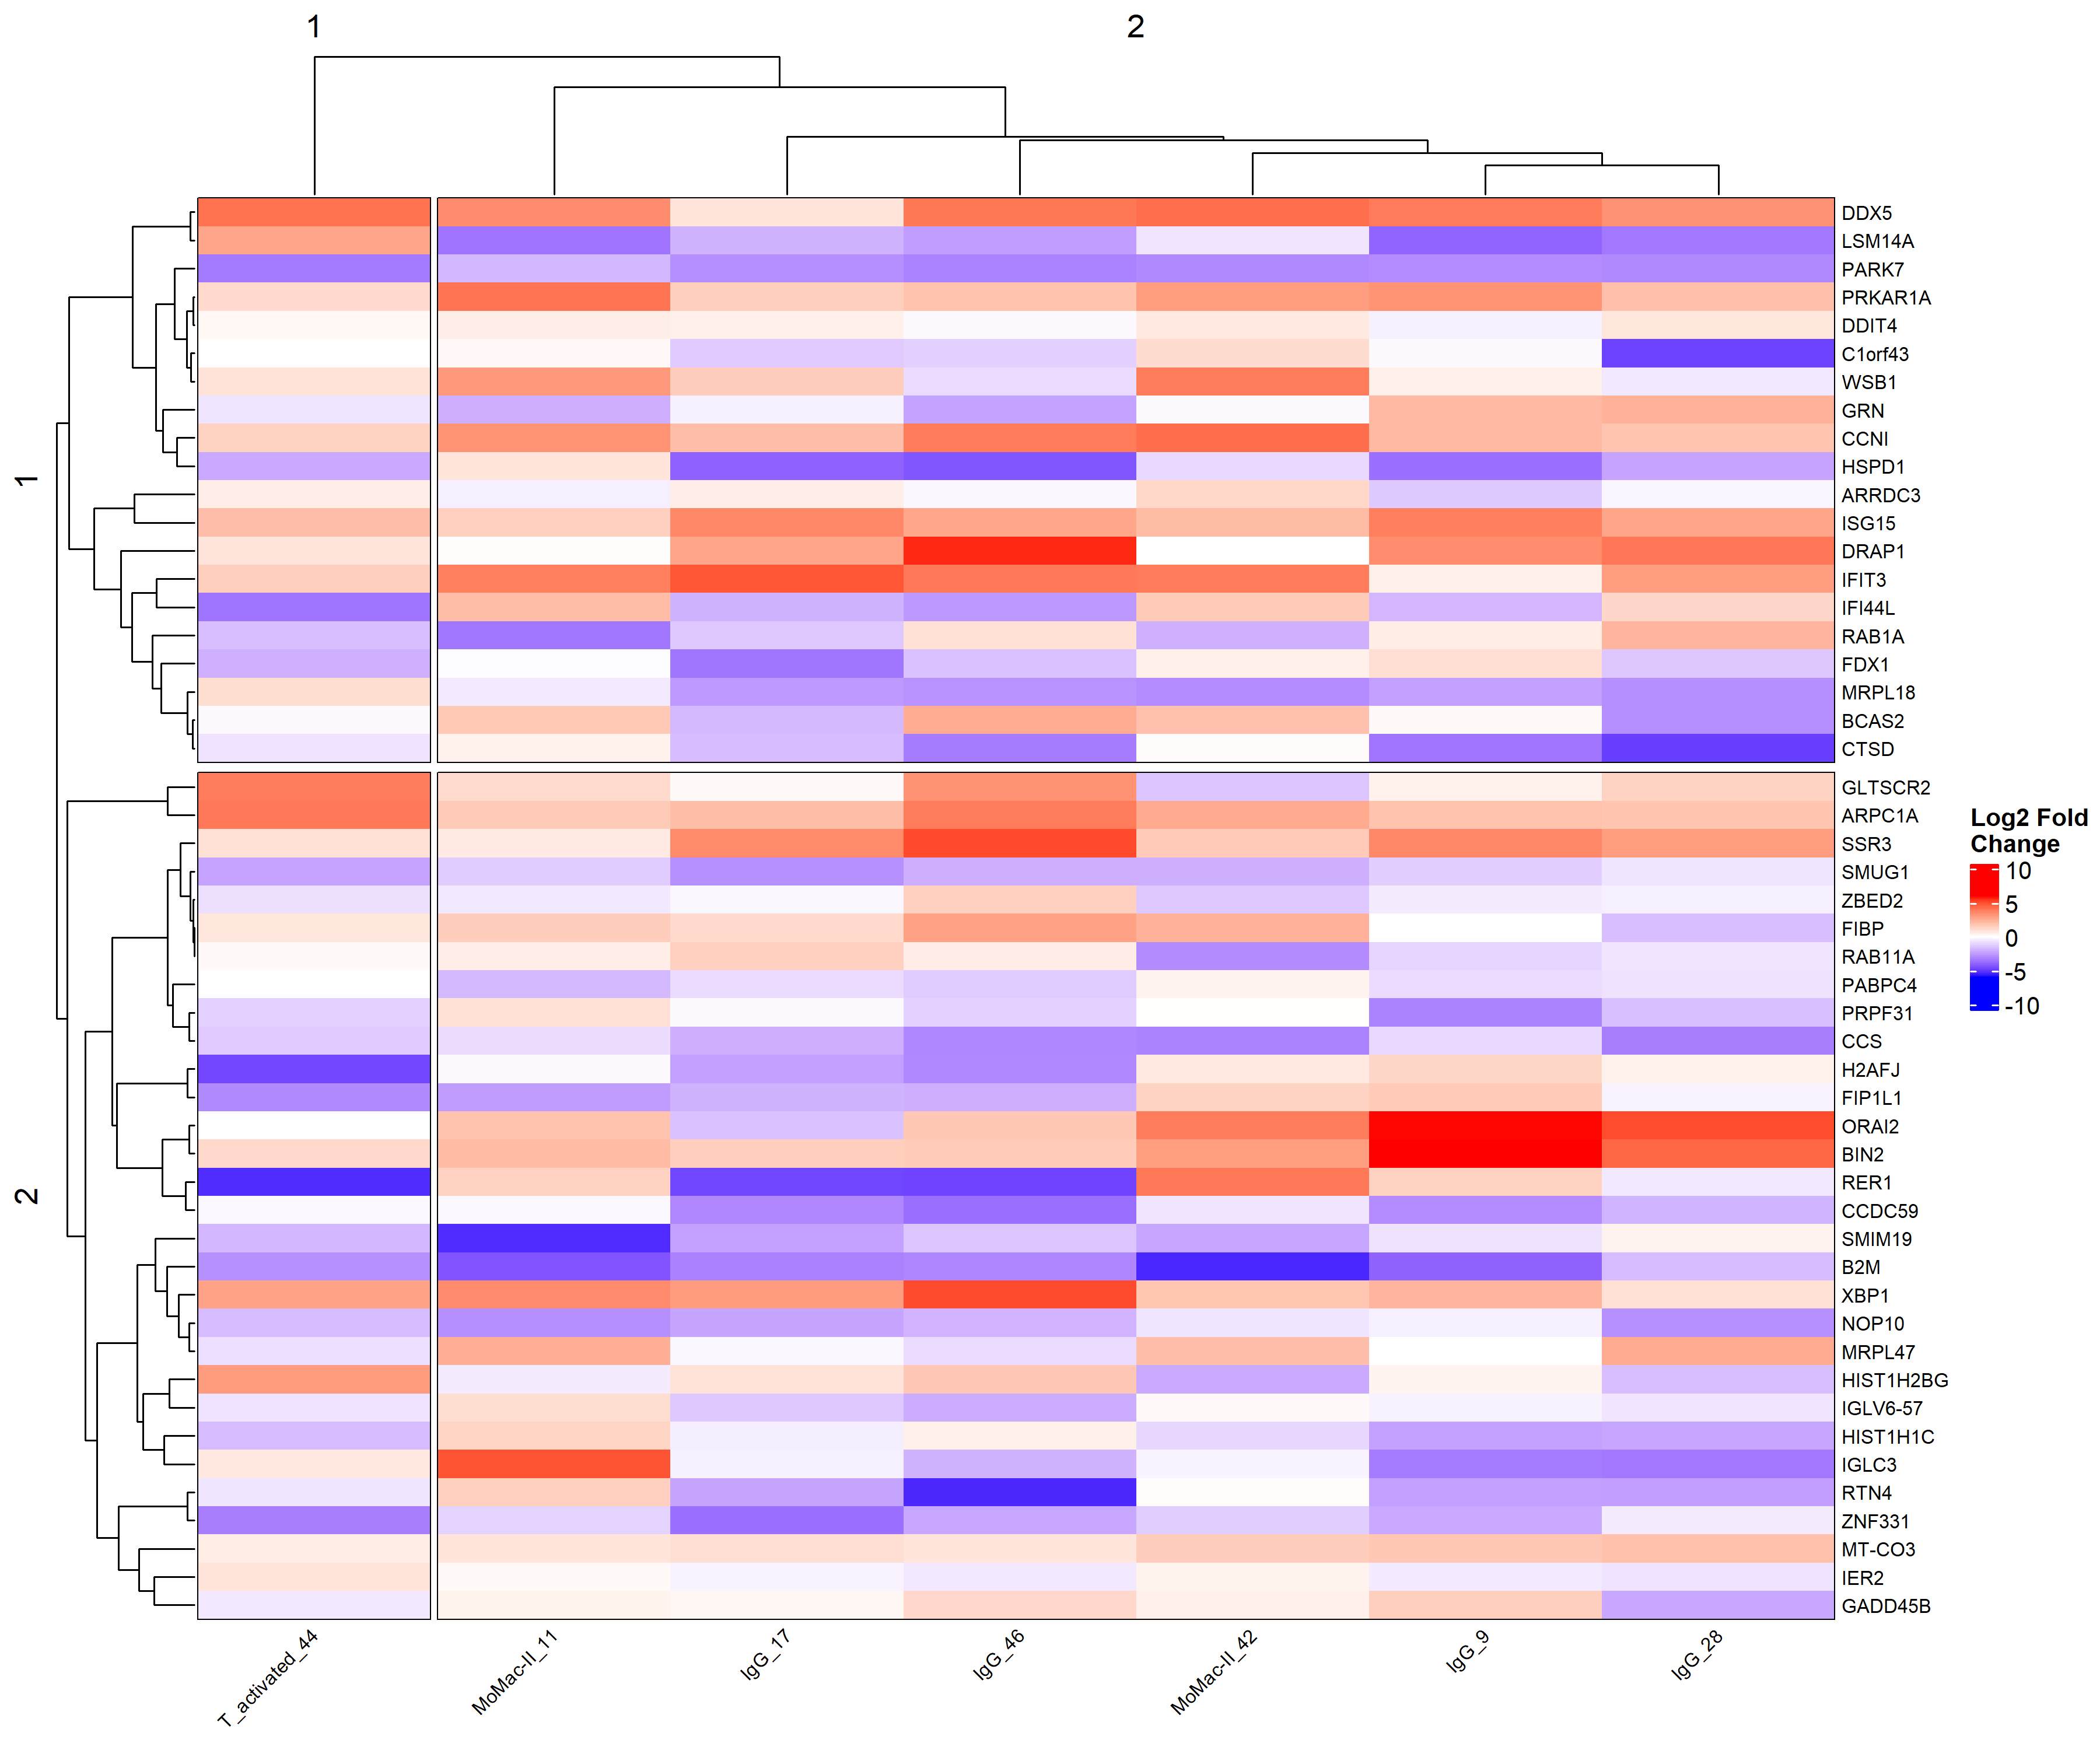 1
2
1
DDX5
LSM14A
PARK7
PRKAR1A
DDIT4
C1orf43
WSB1
GRN
CCNI
HSPD1
ARRDC3
ISG15
DRAP1
IFIT3
IFI44L
RAB1A
FDX1
MRPL18
BCAS2
CTSD
2
GLTSCR2
ARPC1A
SSR3
SMUG1
ZBED2
FIBP
RAB11A
PABPC4
PRPF31
CCS
H2AFJ
FIP1L1
ORAI2
BIN2
RER1
CCDC59
SMIM19
B2M
XBP1
NOP10
MRPL47
HIST1H2BG
IGLV6-57
HIST1H1C
IGLC3
RTN4
ZNF331
MT-CO3
IER2
GADD45B
T_activated_44
MoMac-II_11
IgG_17
IgG_46
MoMac-II_42
IgG_9
IgG_28
Log2 Fold
Change
10
5
0
-5
-10